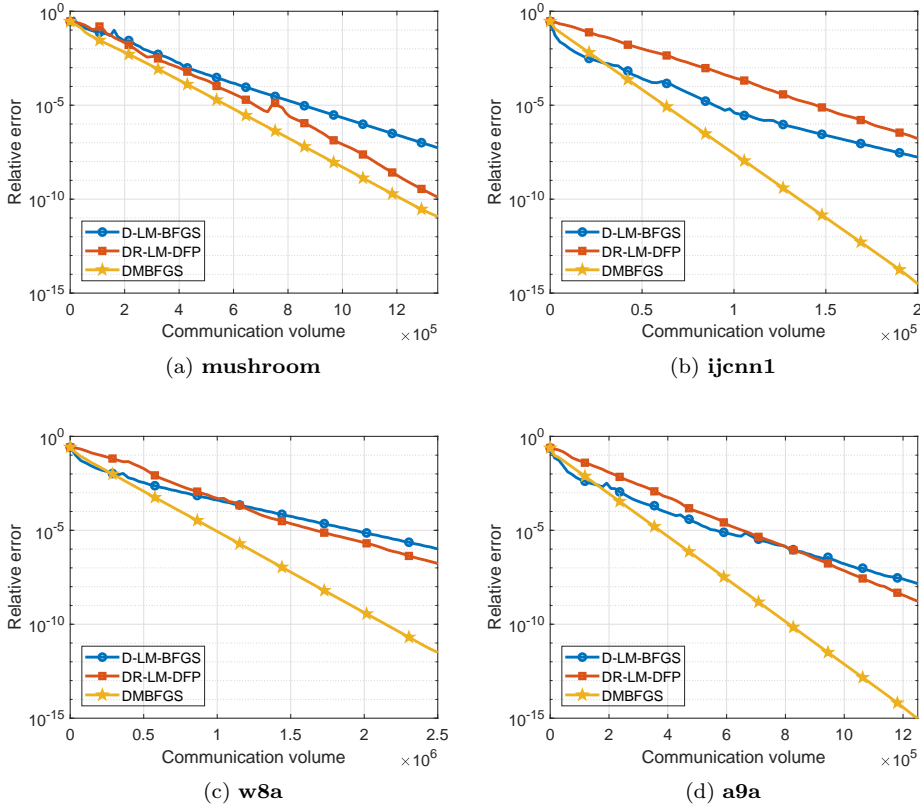 10^0
10^-5
10^-10
10^-15
Relative error
D-LM-BFGS
DR-LM-DFP
DMBFGS
0 2 4 6 8 10 12
Communication volume
×10^5
(a) mushroom
10^0
10^-5
10^-10
10^-15
Relative error
D-LM-BFGS
DR-LM-DFP
DMBFGS
0 0.5 1 1.5 2
Communication volume
×10^6
(b) ijcnn1
10^0
10^-5
10^-10
10^-15
Relative error
D-LM-BFGS
DR-LM-DFP
DMBFGS
0 0.5 1 1.5 2 2.5
Communication volume
×10^6
(c) w8a
10^0
10^-5
10^-10
10^-15
Relative error
D-LM-BFGS
DR-LM-DFP
DMBFGS
0 2 4 6 8 10 12
Communication volume
×10^5
(d) a9a